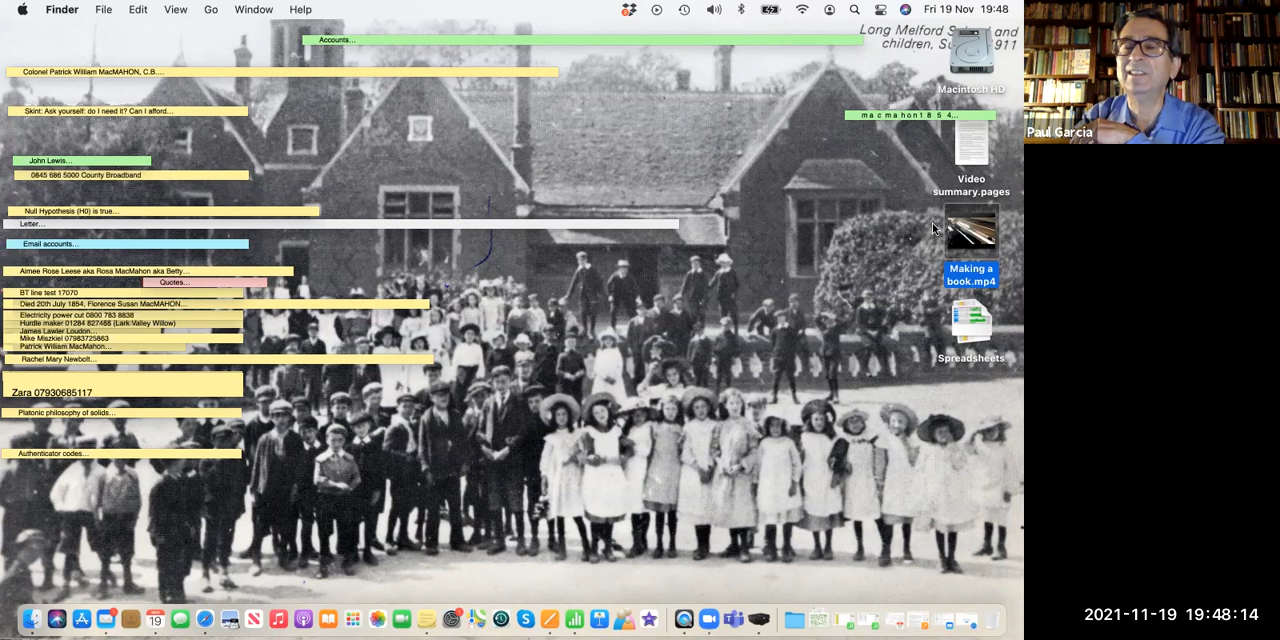 Finder File Edit View Go Window Help
Fri 19 Nov 19:48
Long Melford School and
children, Su 1911
Accounts...
Macintosh HD
Colonel Patrick William MacMAHON, C.B....
Skint: Ask yourself: do I need it? Can I afford...
macmahon1854...
Paul Garcia
John Lewis...
0845 686 5000 County Broadband
Video
summary.pages
Null Hypothesis (H0) is true...
Letter...
Email accounts...
Aimee Rose Leese aka Rosa MacMahon aka Betty...
Making a
book.mp4
Quotes...
BT line test 17070
Died 20th July 1854, Florence Susan MacMAHON...
Electricity power cut 0800 783 8838
Hurdle maker 01284 827488 (Lark Valley Willow)
James Lawler Loudon...
Mike Miszkiel 07983725863
Patrick William MacMahon...
Rachel Mary Newbolt...
Spreadsheets
Zara 07930685117
Platonic philosophy of solids...
Authenticator codes...
19
2021-11-19 19:48:14